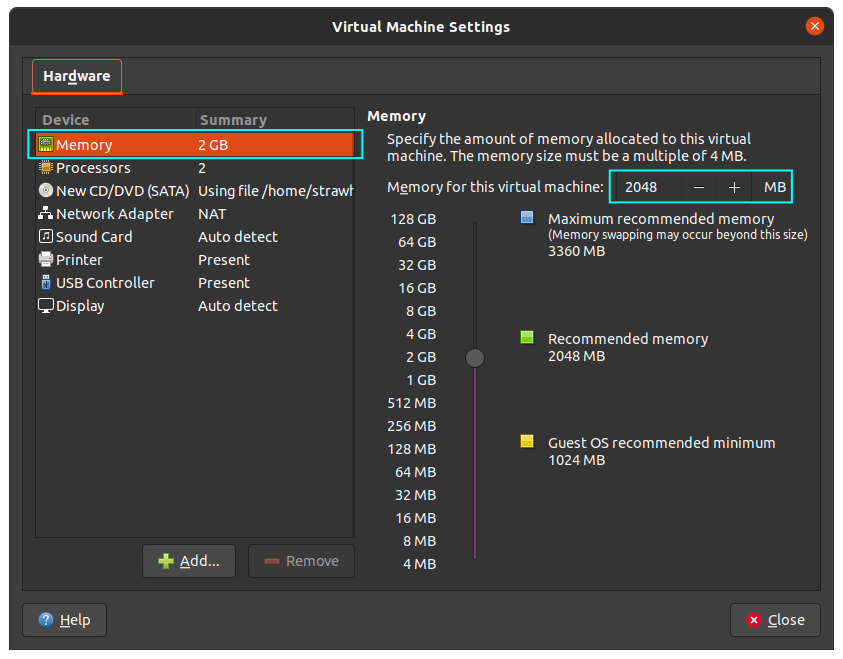 Virtual Machine Settings
Hardware
Device Summary
Memory 2 GB
Processors 2
New CD/DVD (SATA) Using file /home/strawh
Network Adapter NAT
Sound Card Auto detect
Printer Present
USB Controller Present
Display Auto detect
Add...
Remove
Memory
Specify the amount of memory allocated to this virtual
machine. The memory size must be a multiple of 4 MB.
Memory for this virtual machine: 2048 − + MB
128 GB
64 GB
32 GB
16 GB
8 GB
4 GB
2 GB
1 GB
512 MB
256 MB
128 MB
64 MB
32 MB
16 MB
8 MB
4 MB
Maximum recommended memory
(Memory swapping may occur beyond this size)
3360 MB
Recommended memory
2048 MB
Guest OS recommended minimum
1024 MB
Help
Close